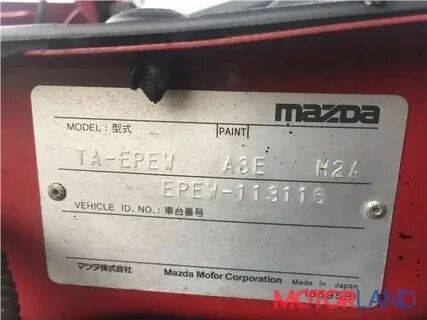 mazda
MODEL: 型式 PAINT
TA-EPEW A3E H2A
EPEW-113116
VEHICLE ID. NO.: 車台番号
マツダ株式会社 Mazda Motor Corporation Made in Japan
MOTORLAND